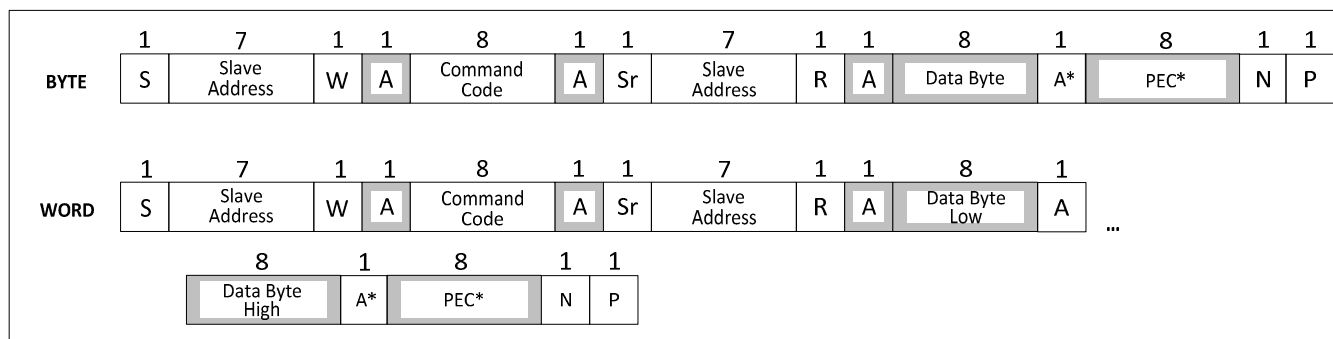 1 7 1 1 8 1 1 7 1 1 8 1 8 1 1
BYTE S Slave Address W A Command Code A Sr Slave Address R A Data Byte A* PEC* N P
1 7 1 1 8 1 1 7 1 1 8 1
WORD S Slave Address W A Command Code A Sr Slave Address R A Data Byte Low A ...
8 1 8 1 1
Data Byte High A* PEC* N P